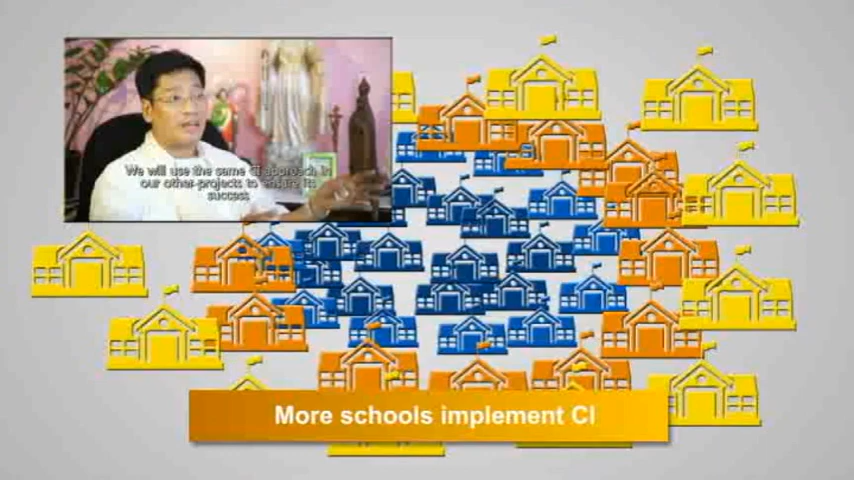 We will use the same CI approach in
our other projects to ensure its
success
More schools implement CI